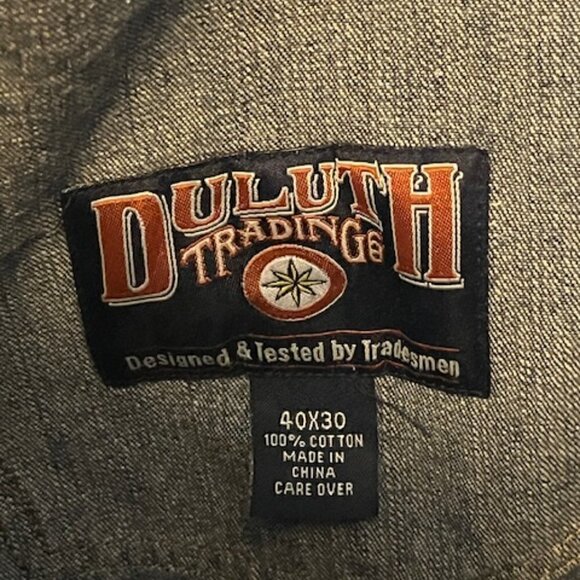 DULUTH
TRADING Co
Designed & Tested by Tradesmen
40X30
100% COTTON
MADE IN
CHINA
CARE OVER